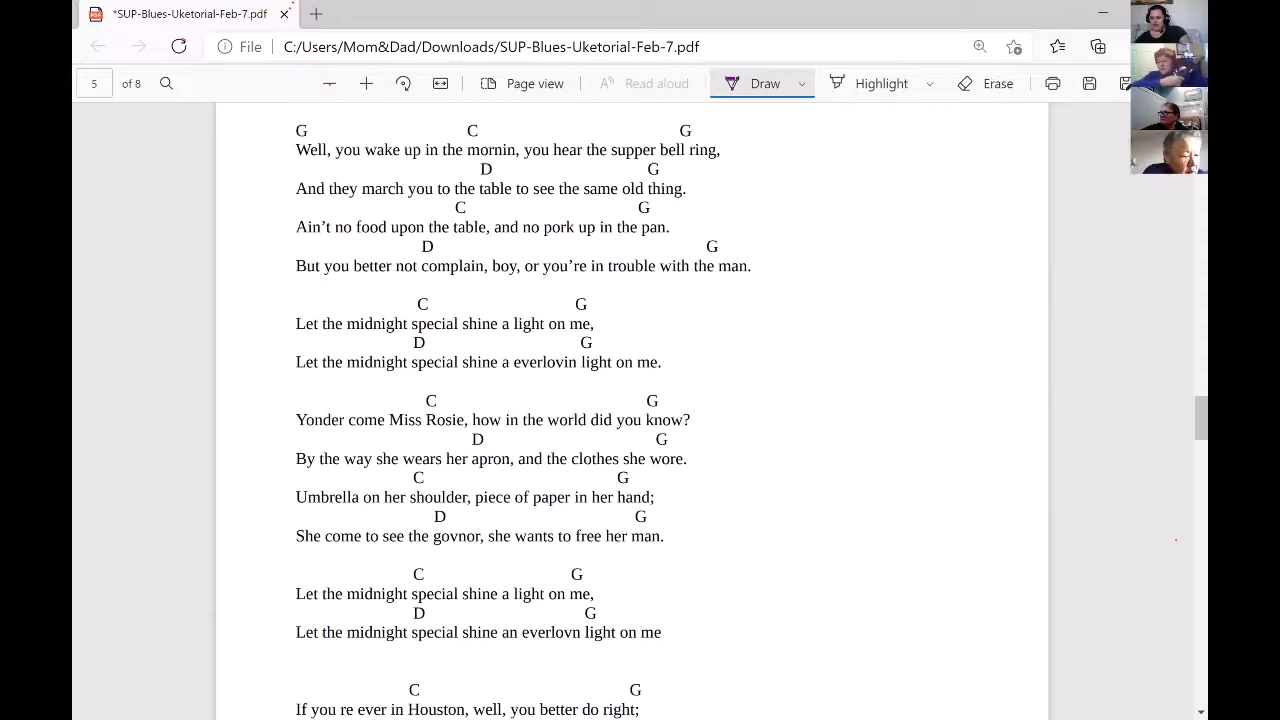 *SUP-Blues-Uketorial-Feb-7.pdf
File C:/Users/Mom&Dad/Downloads/SUP-Blues-Uketorial-Feb-7.pdf
5 of 8 Page view Read aloud Draw Highlight Erase
G C G
Well, you wake up in the mornin, you hear the supper bell ring,
D G
And they march you to the table to see the same old thing.
C G
Ain’t no food upon the table, and no pork up in the pan.
D G
But you better not complain, boy, or you’re in trouble with the man.
C G
Let the midnight special shine a light on me,
D G
Let the midnight special shine a everlovin light on me.
C G
Yonder come Miss Rosie, how in the world did you know?
D G
By the way she wears her apron, and the clothes she wore.
C G
Umbrella on her shoulder, piece of paper in her hand;
D G
She come to see the govnor, she wants to free her man.
C G
Let the midnight special shine a light on me,
D G
Let the midnight special shine an everlovn light on me
C G
If you re ever in Houston, well, you better do right;